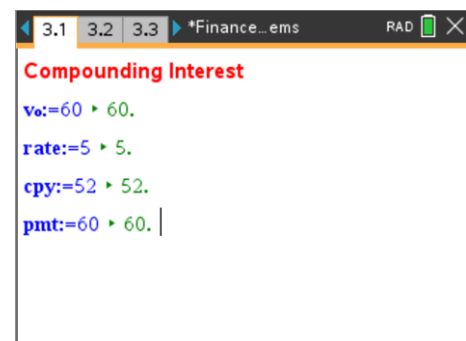 3.1 3.2 3.3 *Finance…ems RAD
Compounding Interest
v₀:=60 ▸ 60.
rate:=5 ▸ 5.
cpy:=52 ▸ 52.
pmt:=60 ▸ 60.